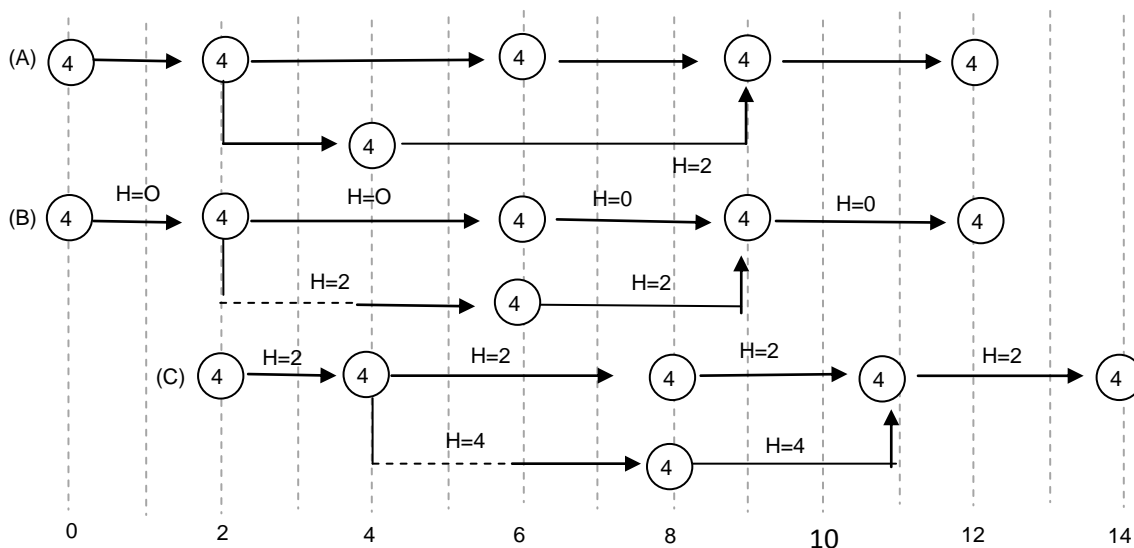 (A) 4 4 4 4 4
4
H=2
H=O H=O H=0 H=0
(B) 4 4 4 4 4
H=2 H=2
4
H=2 H=2 H=2 H=2
(C) 4 4 4 4 4
H=4 H=4
4
0 2 4 6 8 10 12 14